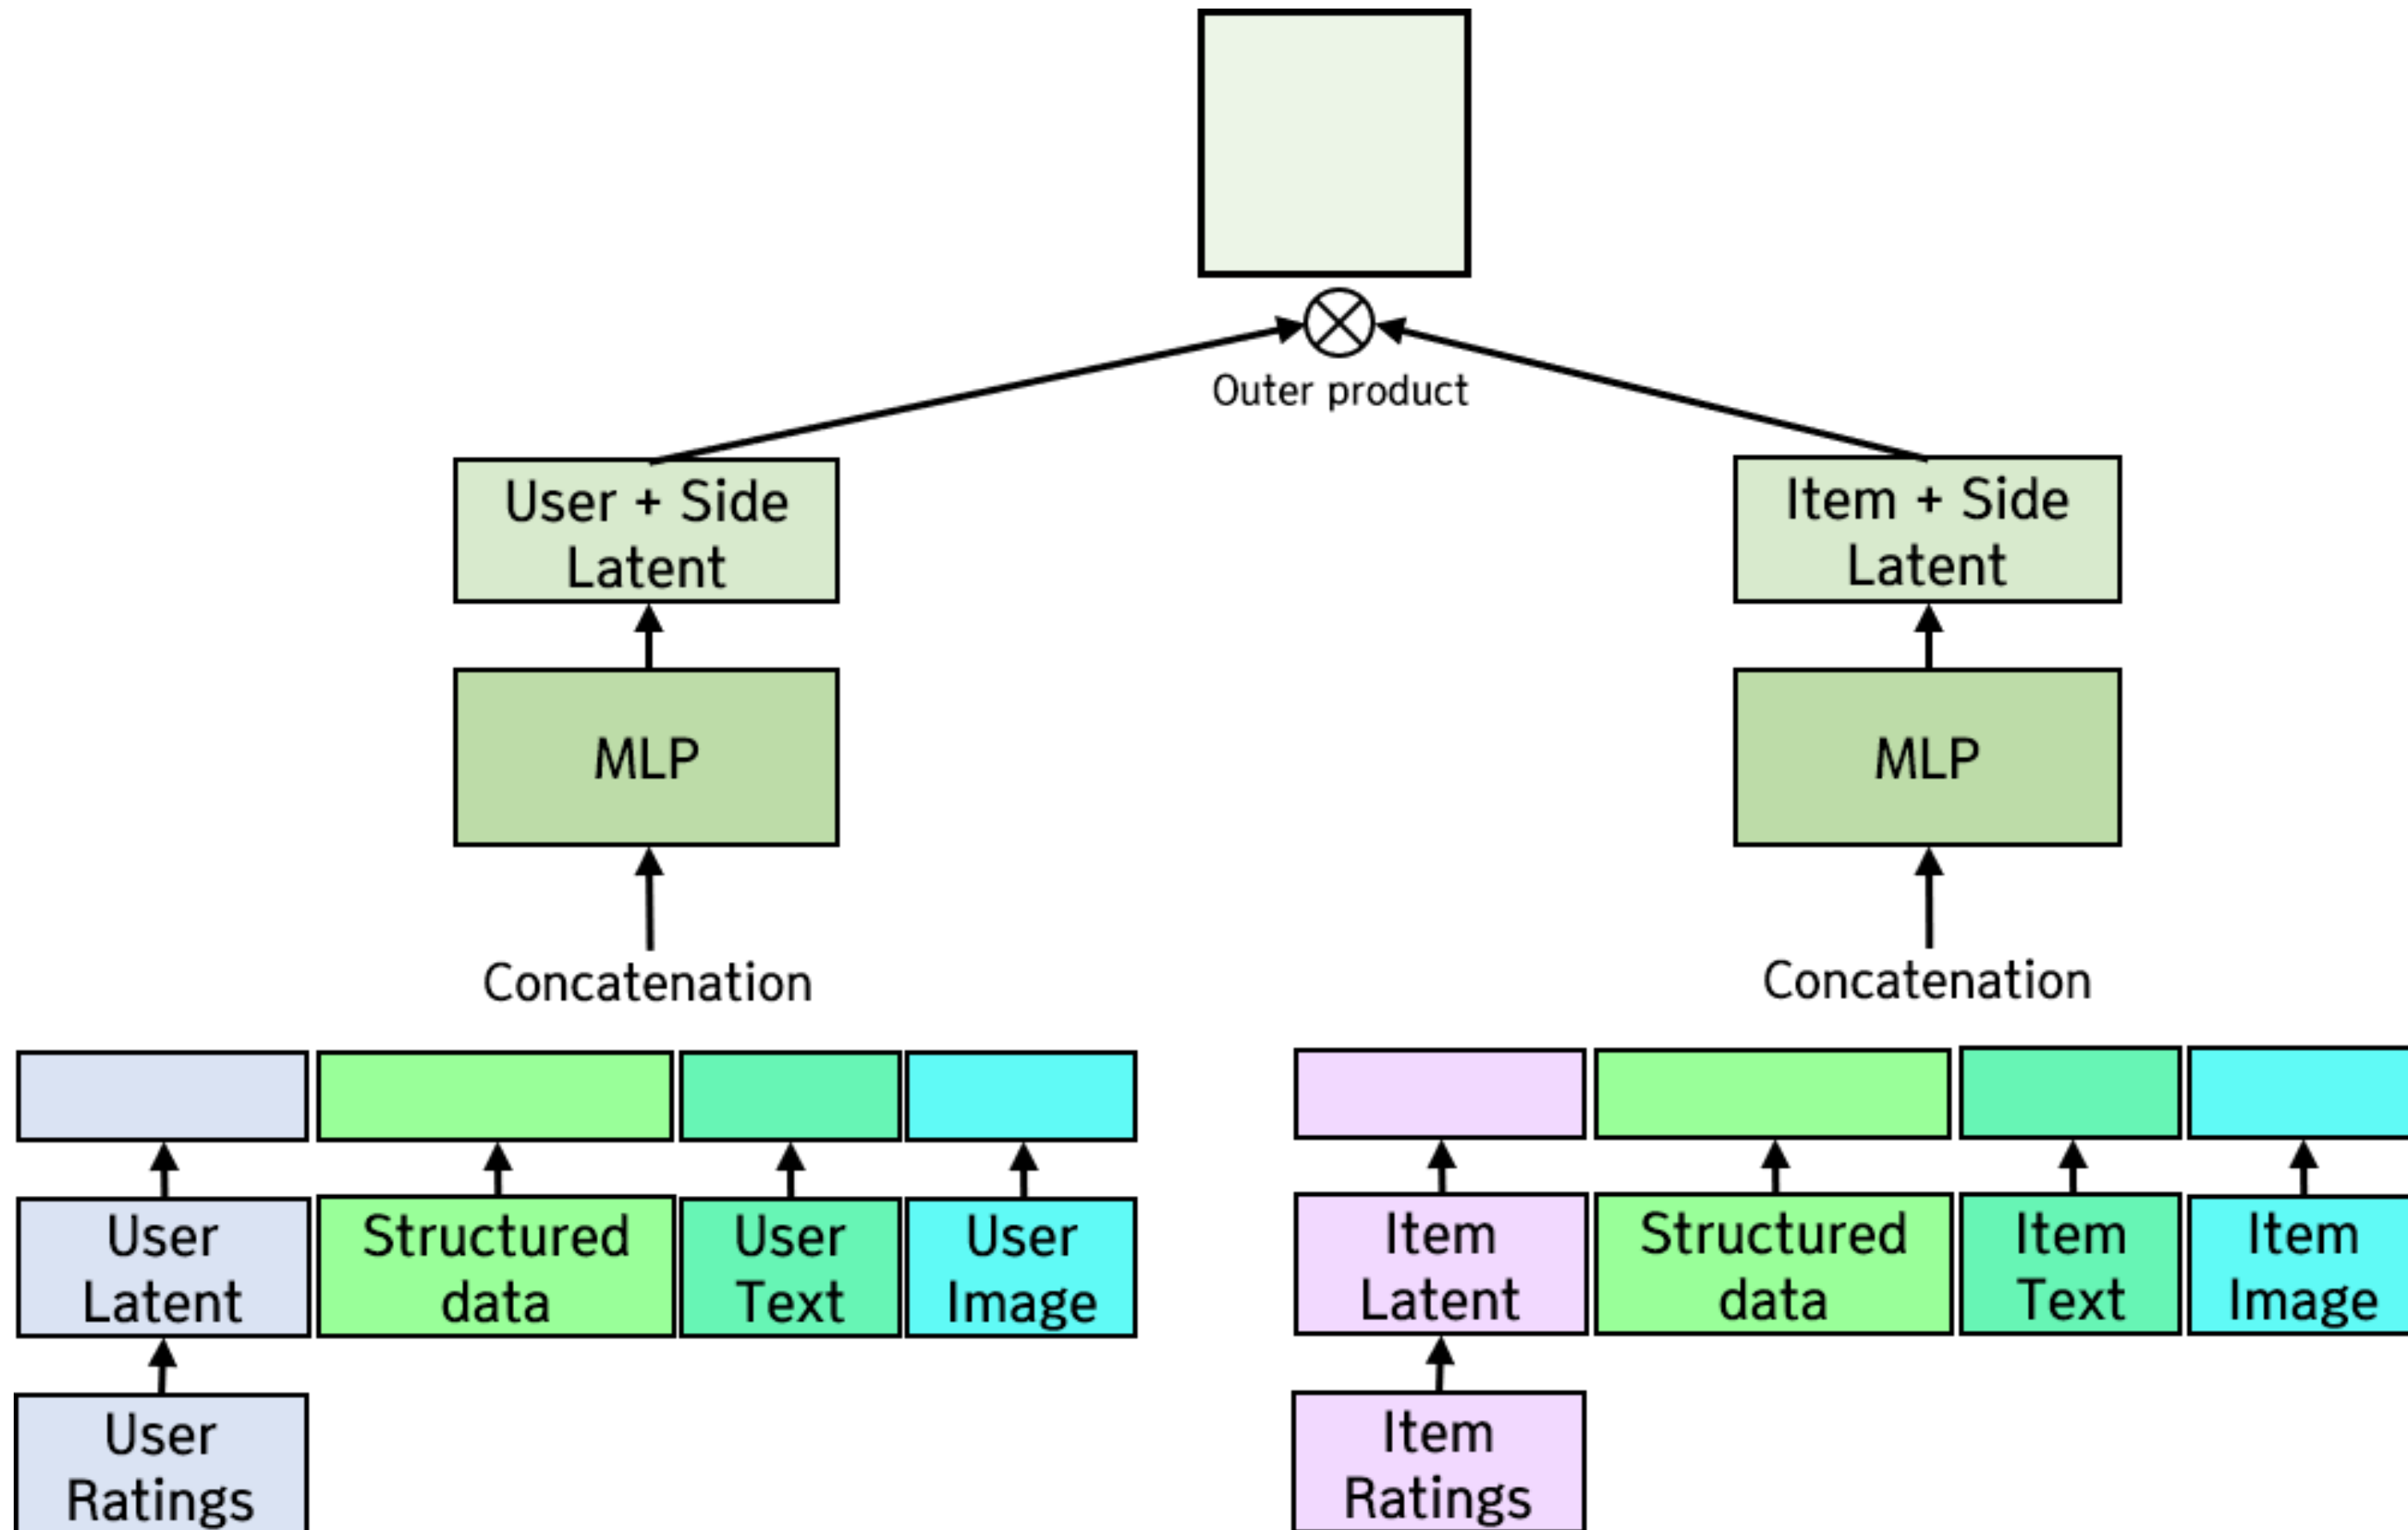 Outer product
User + Side
Latent
Item + Side
Latent
MLP
MLP
Concatenation
Concatenation
User
Latent
Structured
data
User
Text
User
Image
Item
Latent
Structured
data
Item
Text
Item
Image
User
Ratings
Item
Ratings